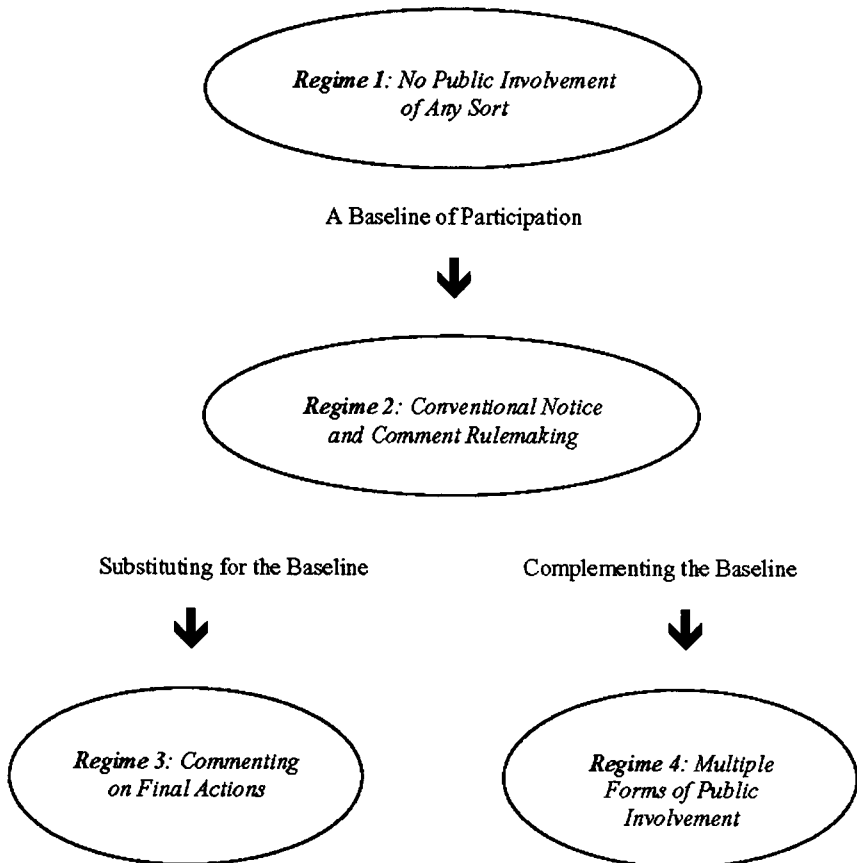 Regime 1: No Public Involvement
of Any Sort
A Baseline of Participation
Regime 2: Conventional Notice
and Comment Rulemaking
Substituting for the Baseline
Complementing the Baseline
Regime 3: Commenting
on Final Actions
Regime 4: Multiple
Forms of Public
Involvement